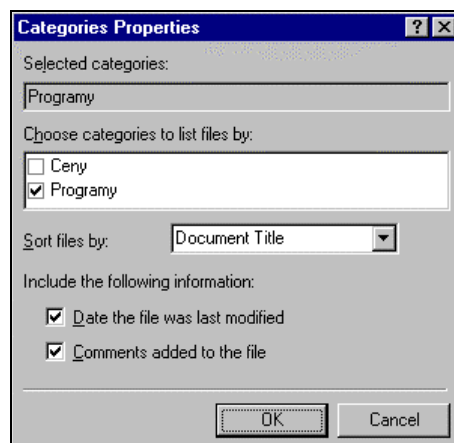 Categories Properties
Selected categories:
Programy
Choose categories to list files by:
Ceny
Programy
Sort files by: Document Title
Include the following information:
Date the file was last modified
Comments added to the file
OK Cancel